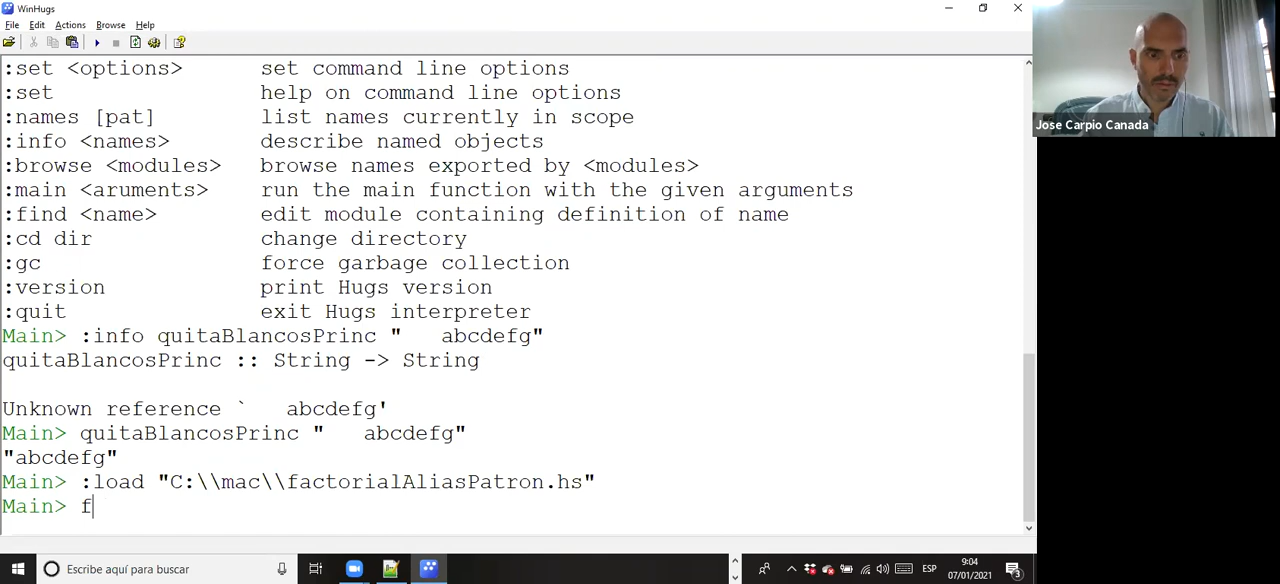 WinHugs
File Edit Actions Browse Help
:set <options> set command line options
:set help on command line options
:names [pat] list names currently in scope
:info <names> describe named objects
:browse <modules> browse names exported by <modules>
:main <aruments> run the main function with the given arguments
:find <name> edit module containing definition of name
:cd dir change directory
:gc force garbage collection
:version print Hugs version
:quit exit Hugs interpreter
Main> :info quitaBlancosPrinc "   abcdefg"
quitaBlancosPrinc :: String -> String
Unknown reference `   abcdefg'
Main> quitaBlancosPrinc "   abcdefg"
"abcdefg"
Main> :load "C:\\mac\\factorialAliasPatron.hs"
Main> f
Jose Carpio Canada
Escribe aquí para buscar
ESP
9:04
07/01/2021
3